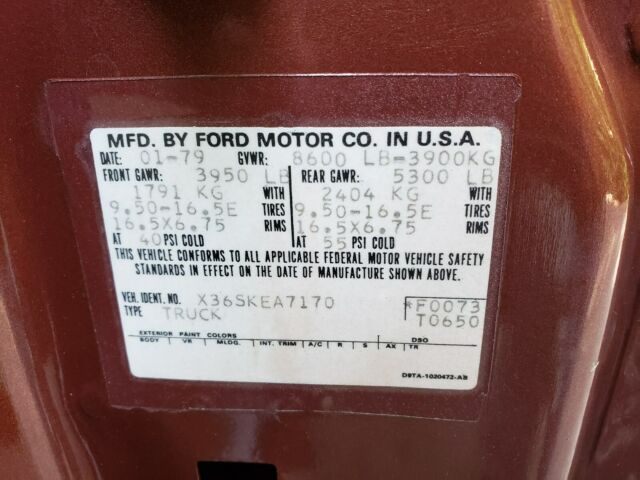 MFD. BY FORD MOTOR CO. IN U.S.A.
DATE: 01-79 GVWR: 8600 LB-3900KG
FRONT GAWR: 3950 LB REAR GAWR: 5300 LB
1791 KG WITH 2404 KG WITH
9.50-16.5E TIRES 9.50-16.5E TIRES
16.5X6.75 RIMS 16.5X6.75 RIMS
AT 40 PSI COLD AT 55 PSI COLD
THIS VEHICLE CONFORMS TO ALL APPLICABLE FEDERAL MOTOR VEHICLE SAFETY
STANDARDS IN EFFECT ON THE DATE OF MANUFACTURE SHOWN ABOVE.
VEH. IDENT. NO. X36SKEA7170 *F0073
TYPE TRUCK T0650
EXTERIOR PAINT COLORS DSO
BODY VR MLDG. INT. TRIM A/C R S AX TR
D9TA-1020472-AB